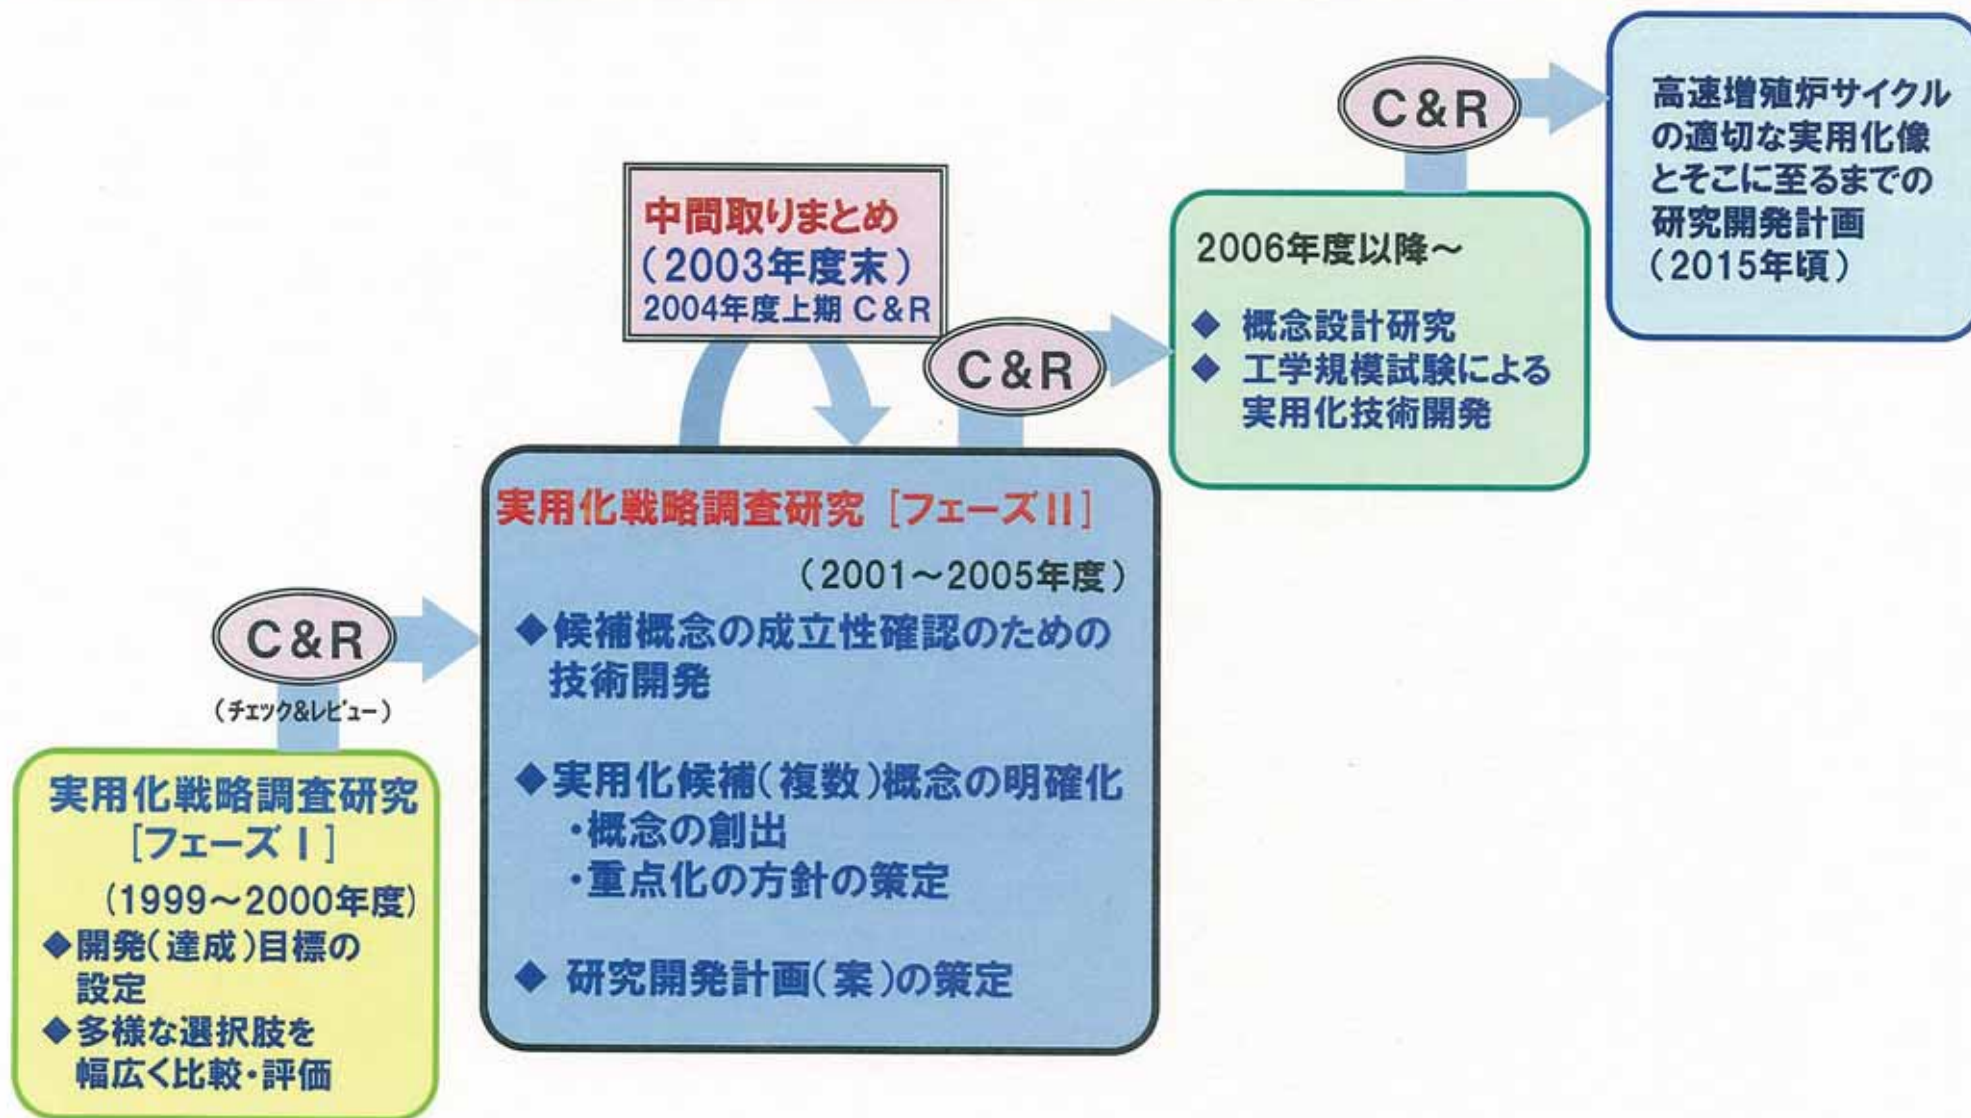 C&R
(チェック&レビュー)
実用化戦略調査研究
[フェーズⅠ]
(1999~2000年度)
◆開発(達成)目標の
設定
◆多様な選択肢を
幅広く比較・評価
中間取りまとめ
(2003年度末)
2004年度上期 C&R
C&R
実用化戦略調査研究 [フェーズⅡ]
(2001~2005年度)
◆候補概念の成立性確認のための
技術開発
◆実用化候補(複数)概念の明確化
・概念の創出
・重点化の方針の策定
◆ 研究開発計画(案)の策定
C&R
2006年度以降~
◆ 概念設計研究
◆ 工学規模試験による
実用化技術開発
高速増殖炉サイクル
の適切な実用化像
とそこに至るまでの
研究開発計画
(2015年頃)